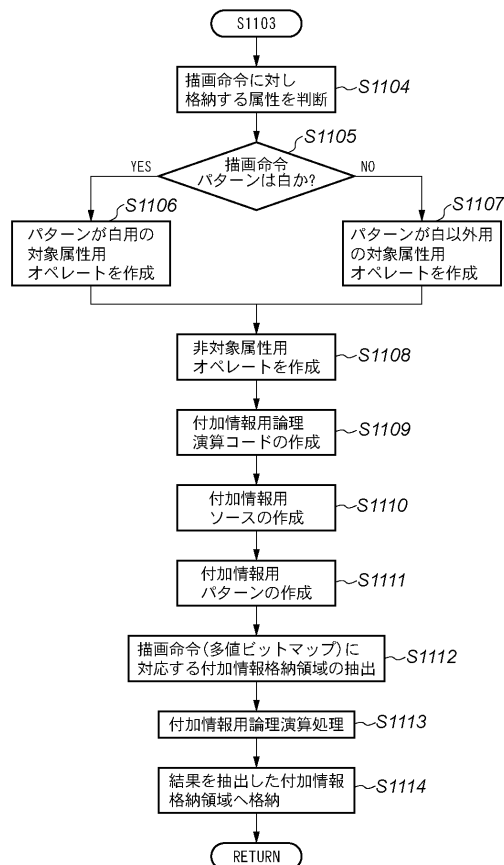 S1103
描画命令に対し
格納する属性を判断
S1104
S1105
描画命令
パターンは白か?
YES
NO
S1106
パターンが白用の
対象属性用
オペレートを作成
S1107
パターンが白以外用
の対象属性用
オペレートを作成
非対象属性用
オペレートを作成
S1108
付加情報用論理
演算コードの作成
S1109
付加情報用
ソースの作成
S1110
付加情報用
パターンの作成
S1111
描画命令(多値ビットマップ)に
対応する付加情報格納領域の抽出
S1112
付加情報用論理演算処理
S1113
結果を抽出した付加情報
格納領域へ格納
S1114
RETURN